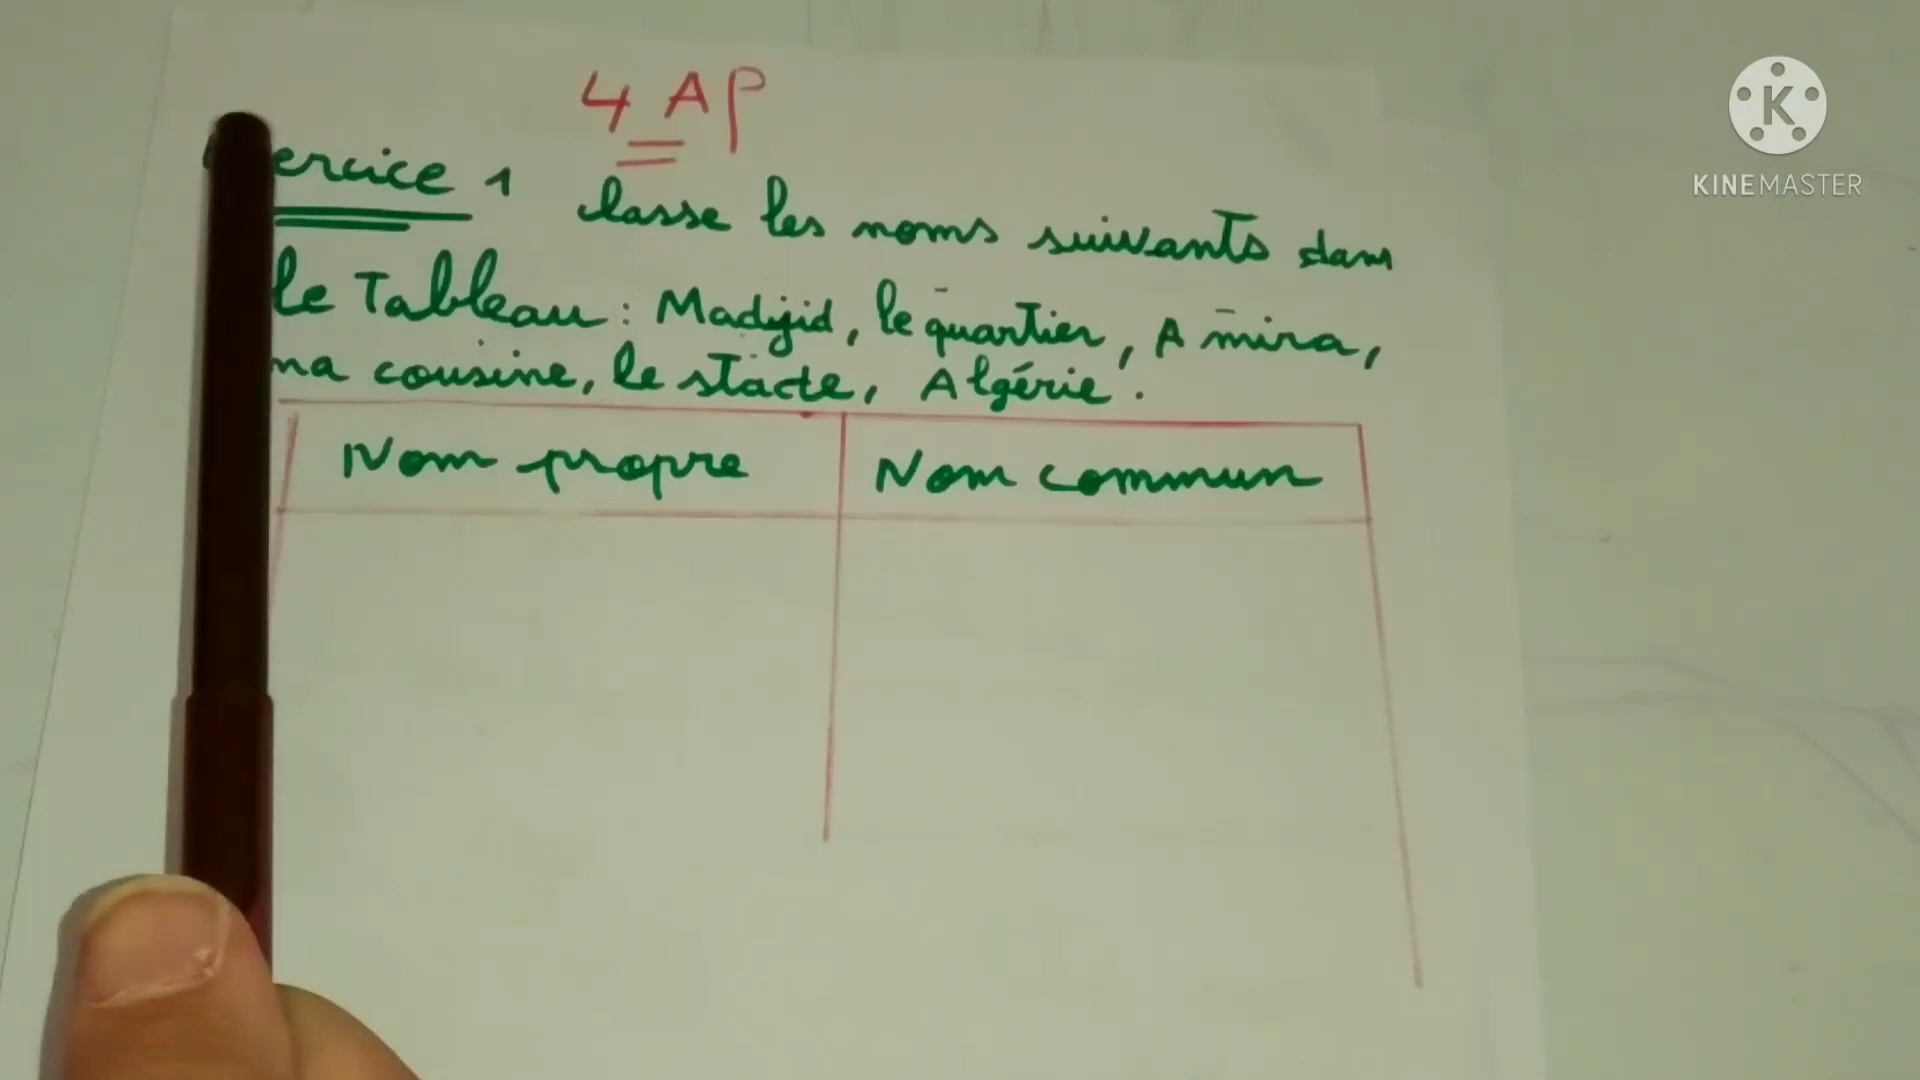 4 AP
ercice 1 classe les noms suivants dans
le Tableau : Madjid, le quartier, Amira,
ma cousine, le stade, Algérie.
Nom propre Nom commun
K
KINEMASTER